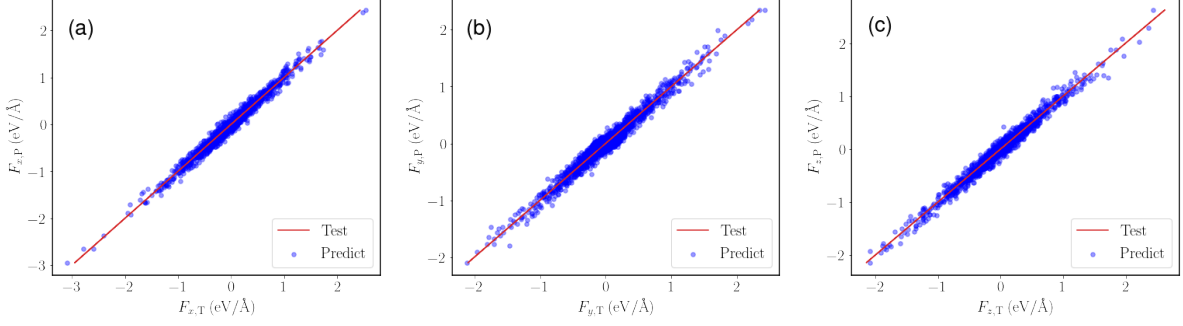 (a)
2
1
0
−1
−2
−3
F_{x,P} (eV/Å)
Test
Predict
−3 −2 −1 0 1 2
F_{x,T} (eV/Å)
(b)
2
1
0
−1
−2
F_{y,P} (eV/Å)
Test
Predict
−2 −1 0 1 2
F_{y,T} (eV/Å)
(c)
2
1
0
−1
−2
F_{z,P} (eV/Å)
Test
Predict
−2 −1 0 1 2
F_{z,T} (eV/Å)